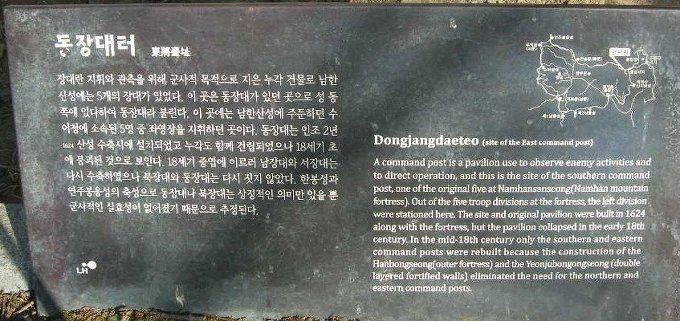 동장대터 東將臺址
장대란 지휘와 관측을 위해 군사적 목적으로 지은 누각 건물로 남한
산성에는 5개의 장대가 있었다. 이 곳은 동장대가 있던 곳으로 성 동
쪽에 있다하여 동장대라 불린다. 이 곳에는 남한산성에 주둔하던 수
어청에 소속된 5영 중 좌영장을 지휘하던 곳이다. 동장대는 인조 2년
1624 산성 수축시에 설치되었고 누각도 함께 건립되었으나 18세기 초
에 붕괴된 것으로 보인다. 18세기 중엽에 이르러 남장대와 서장대는
다시 수축하였으나 북장대와 동장대는 다시 짓지 않았다. 한봉성과
연주봉옹성의 축성으로 동장대나 북장대는 상징적인 의미만 있을 뿐
군사적인 실효성이 없어졌기 때문으로 추정된다.
LH
Dongjangdaeteo (site of the East command post)
A command post is a pavilion use to observe enemy activities and
to direct operation, and this is the site of the southern command
post, one of the original five at Namhansanseong(Namhan mountain
fortress). Out of the five troop divisions at the fortress, the left division
were stationed here. The site and original pavilion were built in 1624
along with the fortress, but the pavilion collapsed in the early 18th
century. In the mid-18th century only the southern and eastern
command posts were rebuilt because the construction of the
Hanbongseong(outer fortress) and the Yeonjubongongseong (double
layered fortified walls) eliminated the need for the northern and
eastern command posts.